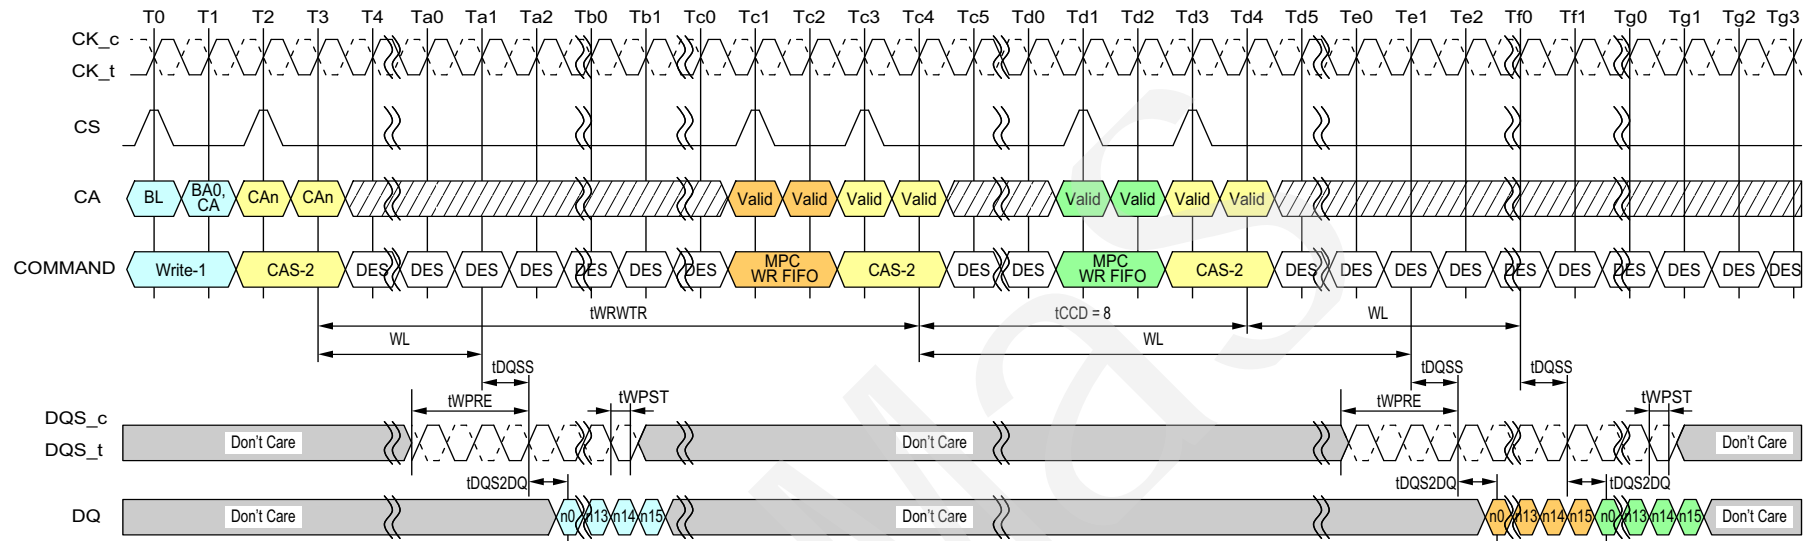 T0 T1 T2 T3 T4 Ta0 Ta1 Ta2 Tb0 Tb1 Tc0 Tc1 Tc2 Tc3 Tc4 Tc5 Td0 Td1 Td2 Td3 Td4 Td5 Te0 Te1 Te2 Tf0 Tf1 Tg0 Tg1 Tg2 Tg3
CK_c
CK_t
CS
CA BL BA0, CA CAn CAn Valid Valid Valid Valid Valid Valid Valid Valid
COMMAND Write-1 CAS-2 DES DES DES DES DES DES DES MPC WR FIFO CAS-2 DES DES MPC WR FIFO CAS-2 DES DES DES DES DES DES DES DES DES DES
tWRWTR tCCD = 8 WL
WL WL
tDQSS tDQSS tDQSS
tWPRE tWPST tWPRE tWPST
DQS_c
DQS_t Don't Care Don't Care Don't Care
tDQS2DQ tDQS2DQ tDQS2DQ
DQ Don't Care n0 n13 n14 n15 Don't Care n0 n13 n14 n15 n0 n13 n14 n15 Don't Care